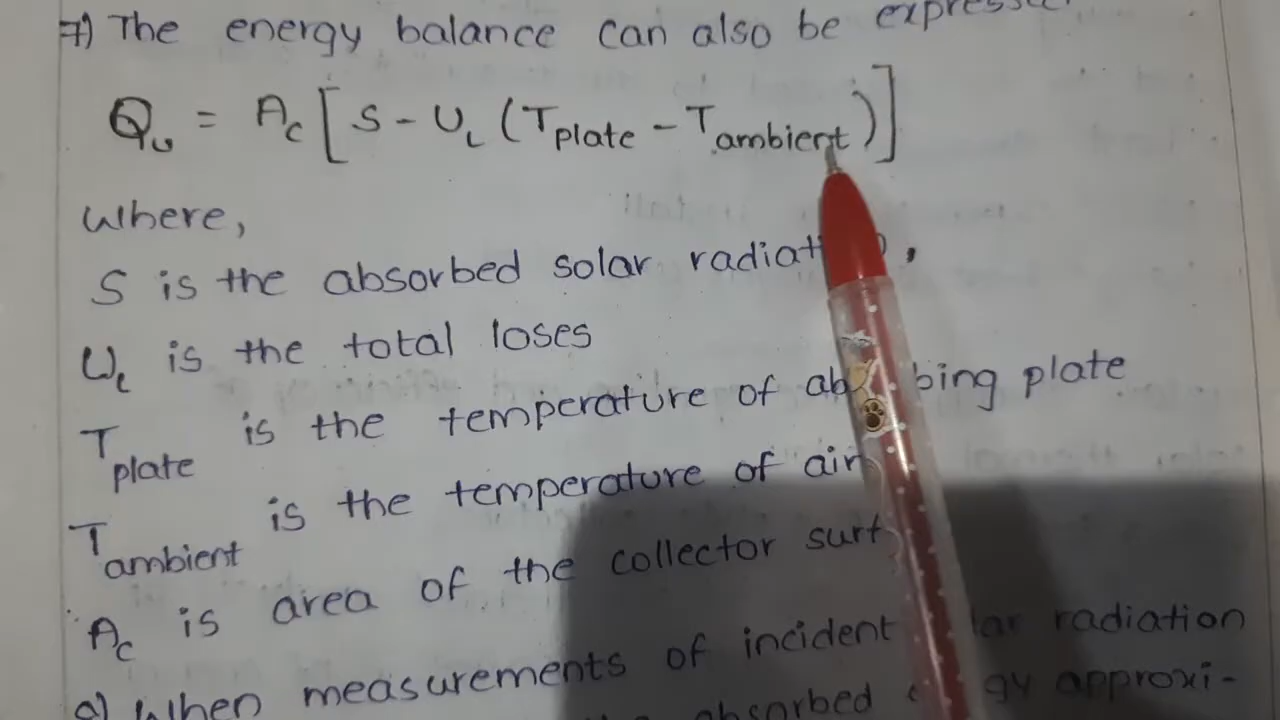 7) The energy balance can also be
Qu = Ac [S - UL (Tplate - Tambient)]
where,
S is the absorbed solar
UL is the total loses
Tplate is the temperature of plate
Tambient is the temperature of air
Ac is area of the collector
When measurements of incident radiation
absorbed approxi-